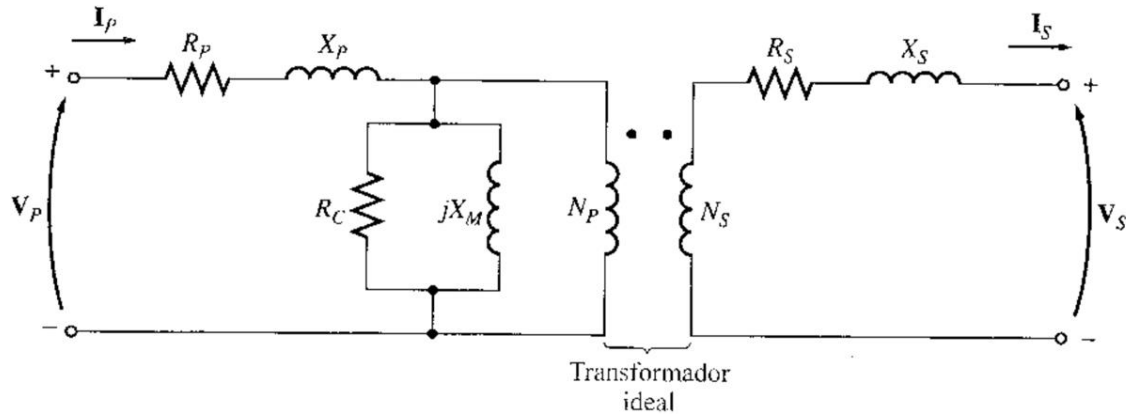 I_P
R_P
X_P
R_S
X_S
I_S
+
+
V_P
R_C
jX_M
N_P
N_S
V_S
−
−
Transformador
ideal